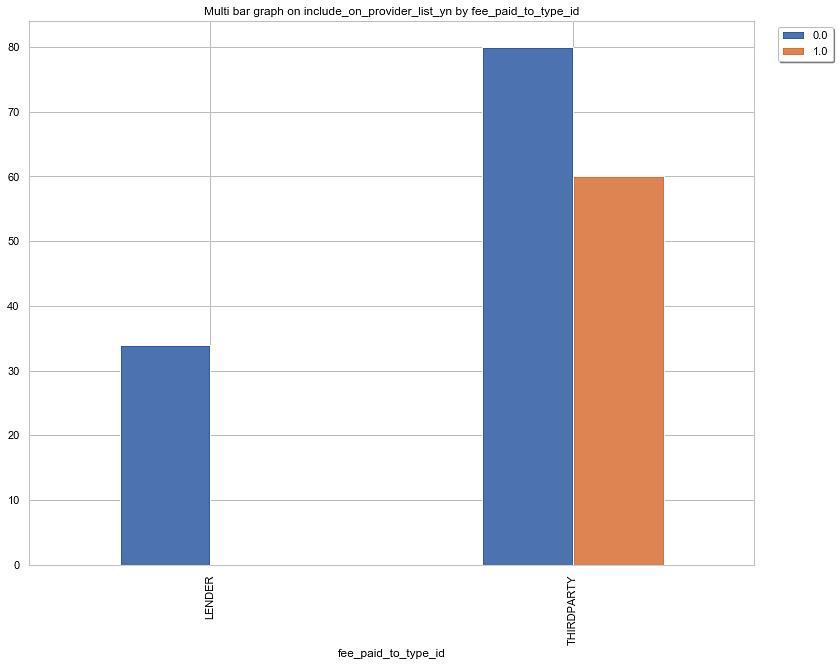 Multi bar graph on include_on_provider_list_yn by fee_paid_to_type_id
0.0
1.0
80
70
60
50
40
30
20
10
0
LENDER
THIRDPARTY
fee_paid_to_type_id